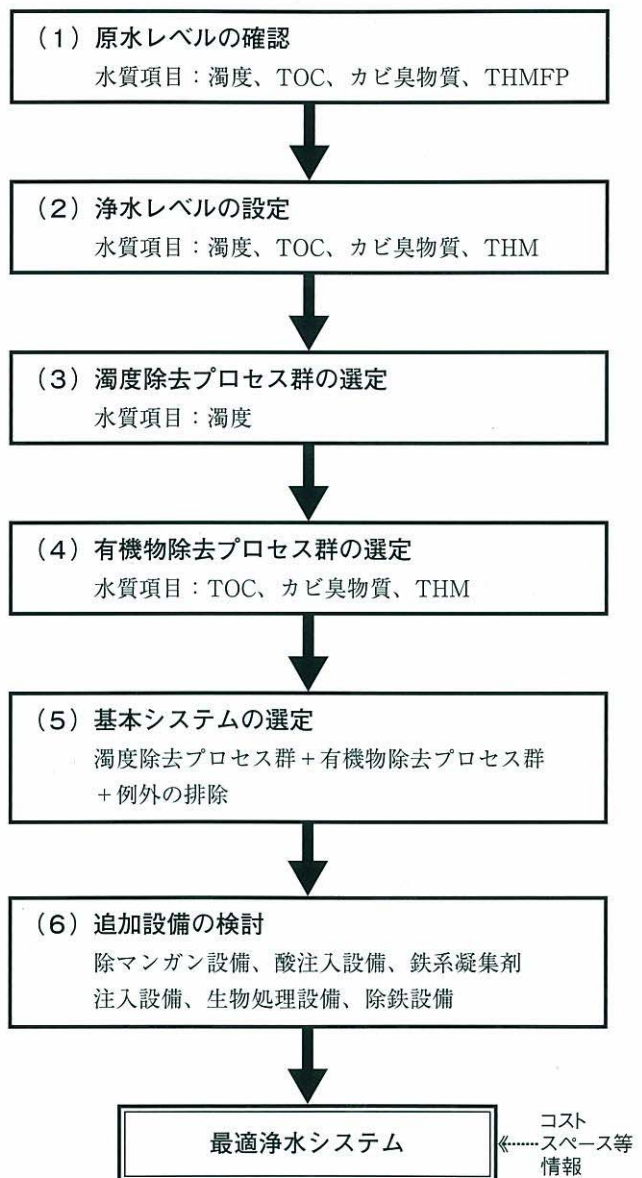 （1）原水レベルの確認
水質項目：濁度、TOC、カビ臭物質、THMFP
（2）浄水レベルの設定
水質項目：濁度、TOC、カビ臭物質、THM
（3）濁度除去プロセス群の選定
水質項目：濁度
（4）有機物除去プロセス群の選定
水質項目：TOC、カビ臭物質、THM
（5）基本システムの選定
濁度除去プロセス群＋有機物除去プロセス群
＋例外の排除
（6）追加設備の検討
除マンガン設備、酸注入設備、鉄系凝集剤
注入設備、生物処理設備、除鉄設備
最適浄水システム
コスト
スペース等
情報